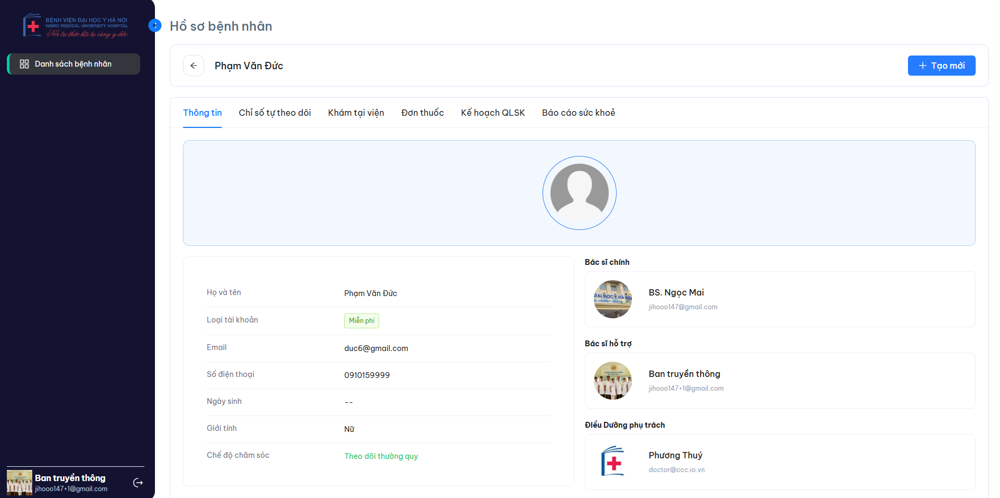 BỆNH VIỆN ĐẠI HỌC Y HÀ NỘI
HANOI MEDICAL UNIVERSITY HOSPITAL
Nơi tri thức hội tụ cùng y đức
Danh sách bệnh nhân
Hồ sơ bệnh nhân
Phạm Văn Đức
Tạo mới
Thông tin
Chỉ số tự theo dõi
Khám tại viện
Đơn thuốc
Kế hoạch QLSK
Báo cáo sức khoẻ
Họ và tên
Phạm Văn Đức
Loại tài khoản
Miễn phí
Email
duc6@gmail.com
Số điện thoại
0910159999
Ngày sinh
--
Giới tính
Nữ
Chế độ chăm sóc
Theo dõi thường quy
Bác sĩ chính
ĐẠI HỌC Y HÀ NỘI
BS. Ngọc Mai
jihooo147@gmail.com
Bác sĩ hỗ trợ
Ban truyền thông
jihooo147+1@gmail.com
Điều Dưỡng phụ trách
Phương Thuý
doctor@ccc.io.vn
Ban truyền thông
jihooo147+1@gmail.com